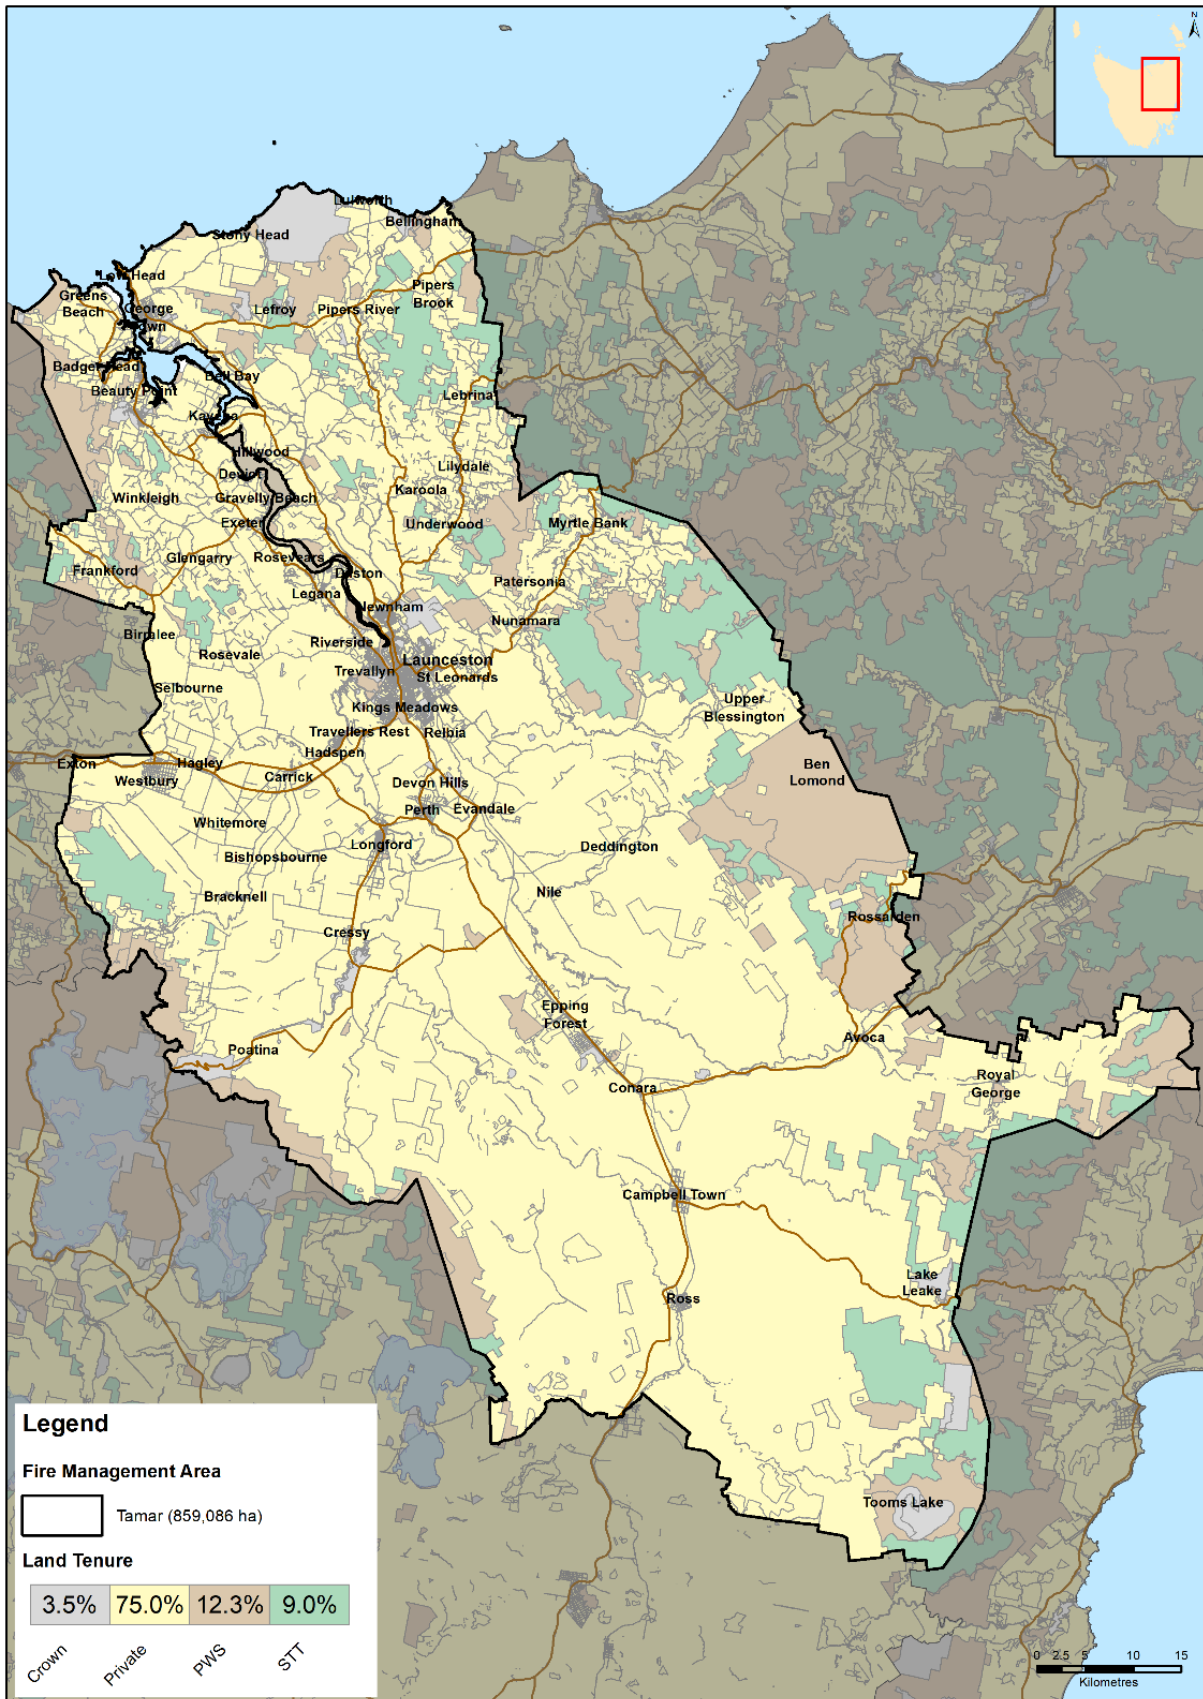 N
Lulworth
Bellingham
Stony Head
Low Head
Greens
Beach
George
Town
Lefroy
Pipers River
Pipers
Brook
Badger Head
Beauty Point
Bell Bay
Lebrina
Kayena
Hillwood
Deviot
Lilydale
Winkleigh
Gravelly Beach
Karoola
Exeter
Underwood
Myrtle Bank
Glengarry
Rosevears
Frankford
Dilston
Legana
Patersonia
Newnham
Nunamara
Birralee
Riverside
Rosevale
Launceston
Trevallyn
St Leonards
Selbourne
Kings Meadows
Upper
Blessington
Travellers Rest
Relbia
Hadspen
Exton
Hagley
Westbury
Carrick
Devon Hills
Ben
Lomond
Perth
Evandale
Whitemore
Longford
Deddington
Bishopsbourne
Bracknell
Nile
Rossarden
Cressy
Epping
Forest
Avoca
Poatina
Royal
George
Conara
Campbell Town
Lake
Leake
Ross
Tooms Lake
Legend
Fire Management Area
Tamar (859,086 ha)
Land Tenure
3.5% 75.0% 12.3% 9.0%
Crown Private PWS STT
0 2.5 5 10 15
Kilometres